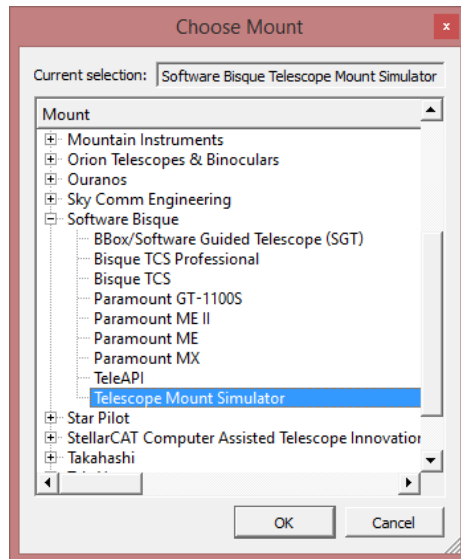 Choose Mount
x
Current selection: Software Bisque Telescope Mount Simulator
Mount
Mountain Instruments
Orion Telescopes & Binoculars
Ouranos
Sky Comm Engineering
Software Bisque
BBox/Software Guided Telescope (SGT)
Bisque TCS Professional
Bisque TCS
Paramount GT-1100S
Paramount ME II
Paramount ME
Paramount MX
TeleAPI
Telescope Mount Simulator
Star Pilot
StellarCAT Computer Assisted Telescope Innovation
Takahashi
OK Cancel